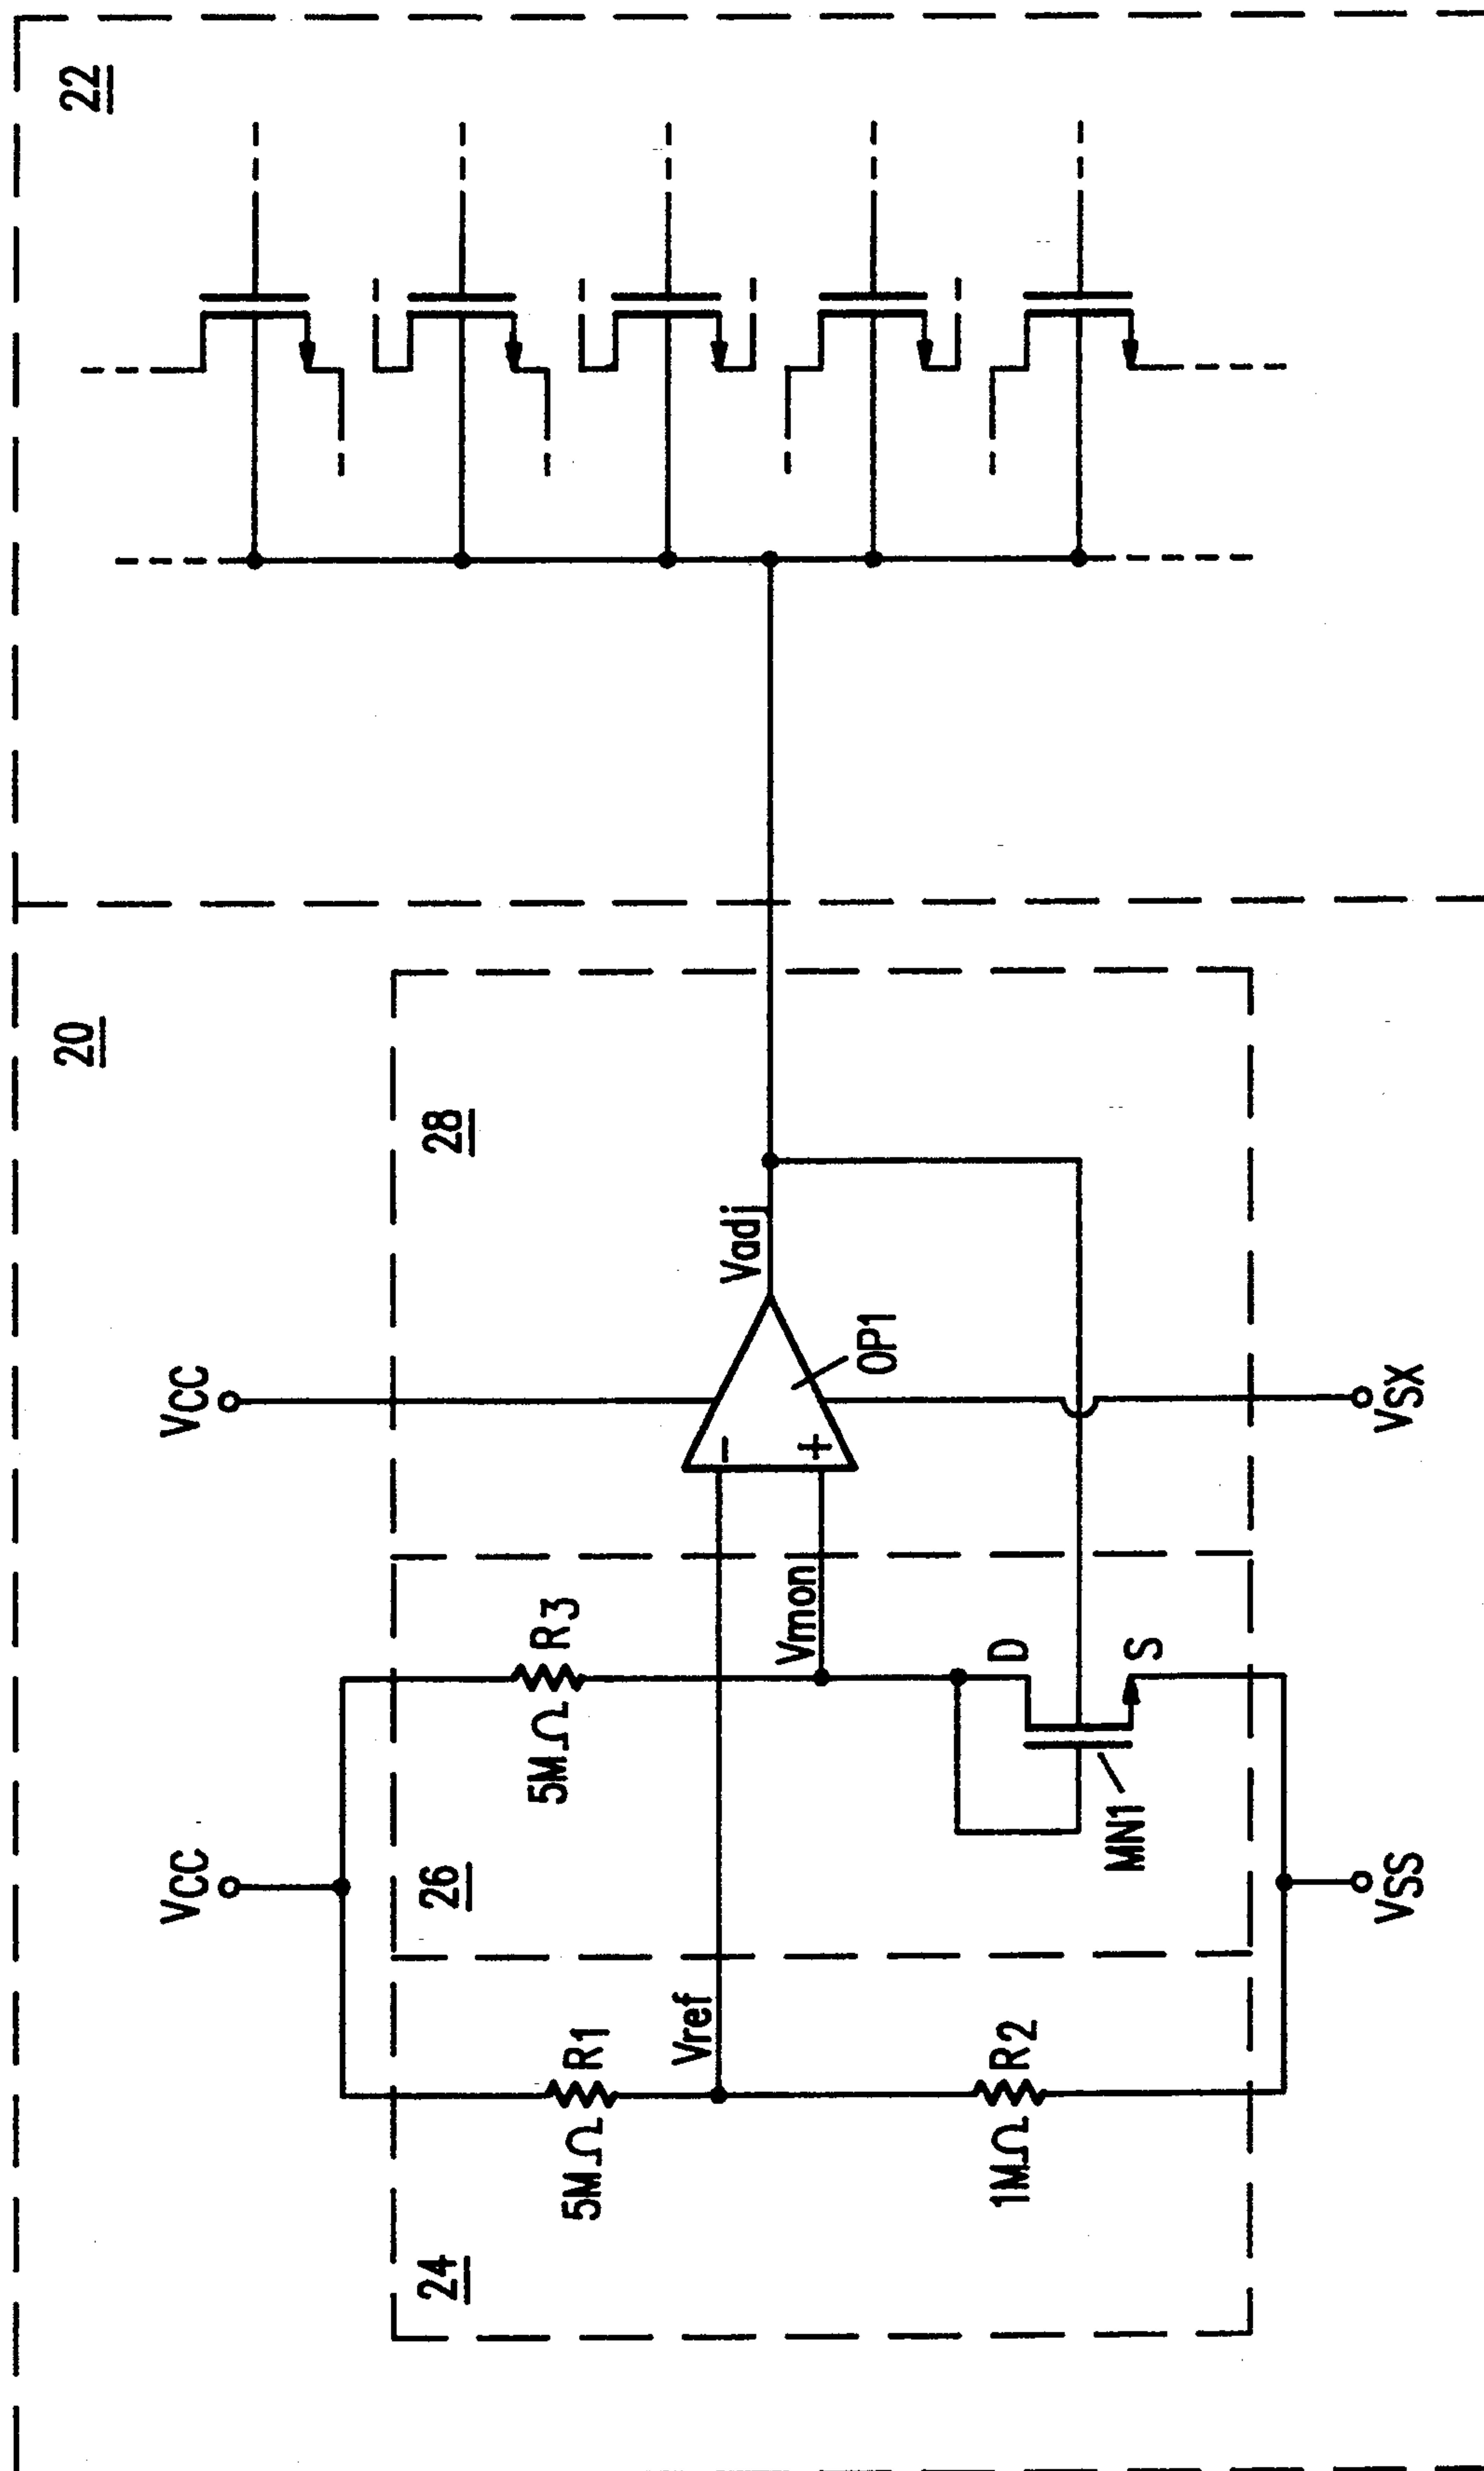 20
22
VCC
VCC
24
26
28
5MΩ R1
5MΩ R3
Vref
Vmon
Vadj
-
+
OP1
1MΩ R2
MN1
D
S
VSS
VSX